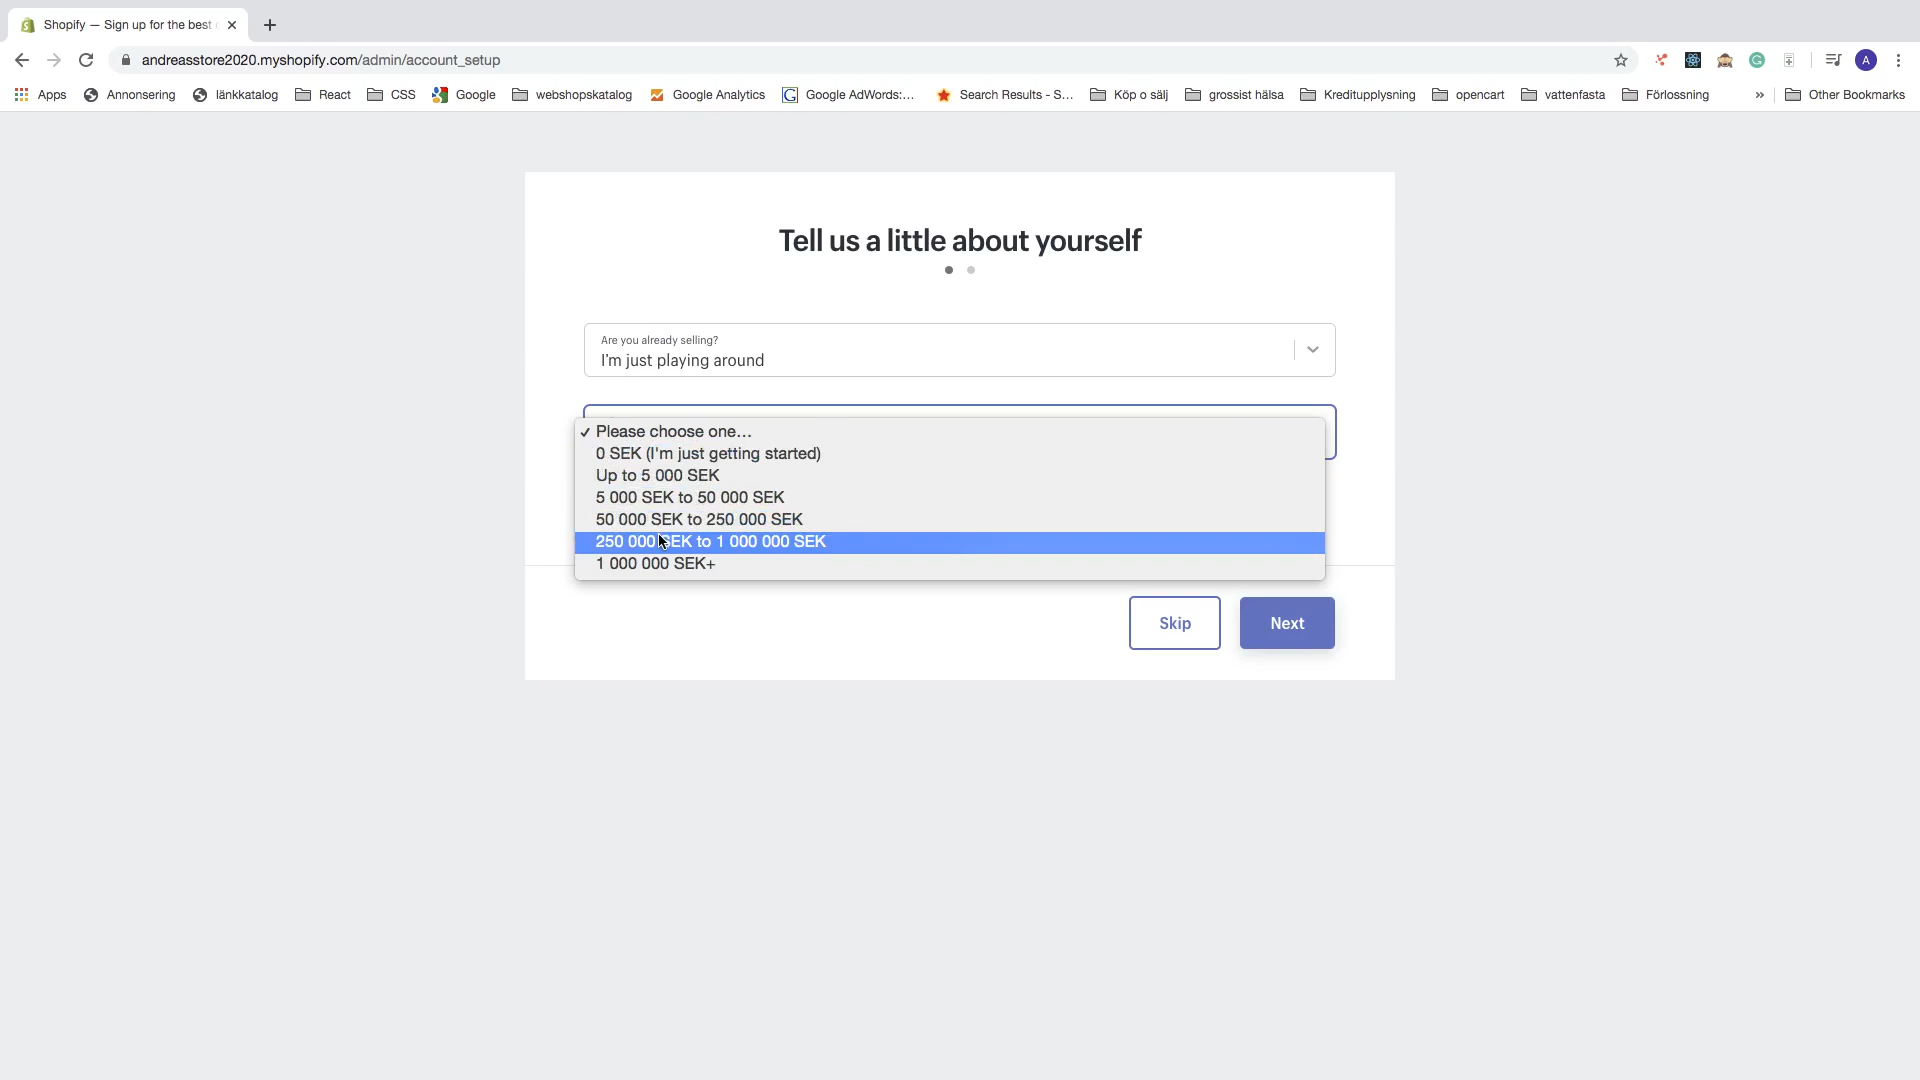 Shopify — Sign up for the best
andreasstore2020.myshopify.com/admin/account_setup
A
Apps Annonsering länkkatalog React CSS Google webshopskatalog Google Analytics Google AdWords:... Search Results - S... Köp o sälj grossist hälsa Kreditupplysning opencart vattenfasta Förlossning » Other Bookmarks
Tell us a little about yourself
Are you already selling?
I'm just playing around
✓ Please choose one...
0 SEK (I'm just getting started)
Up to 5 000 SEK
5 000 SEK to 50 000 SEK
50 000 SEK to 250 000 SEK
250 000 SEK to 1 000 000 SEK
1 000 000 SEK+
Skip Next